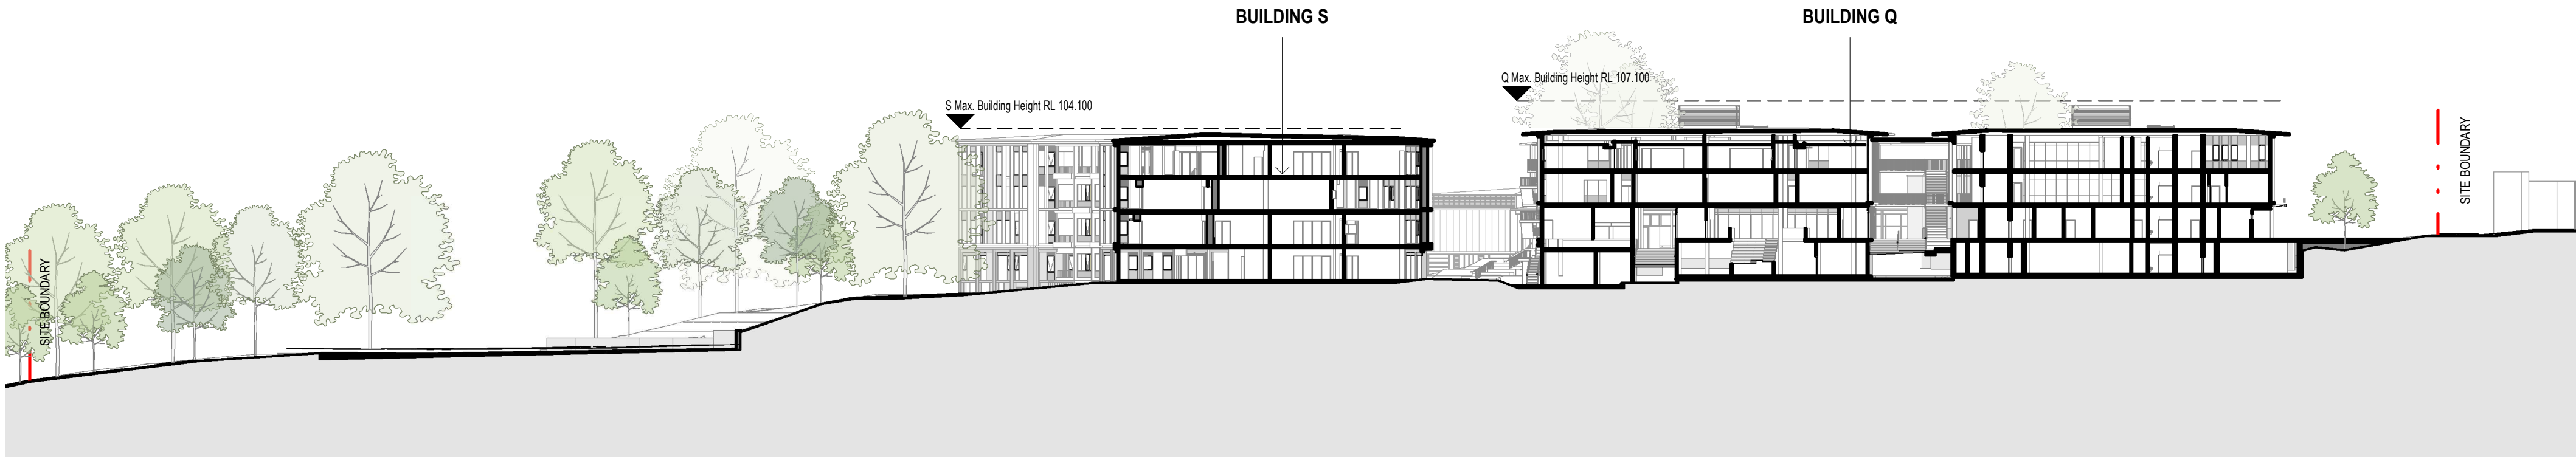 BUILDING S
BUILDING Q
Q Max. Building Height RL 107.100
S Max. Building Height RL 104.100
SITE BOUNDARY
SITE BOUNDARY